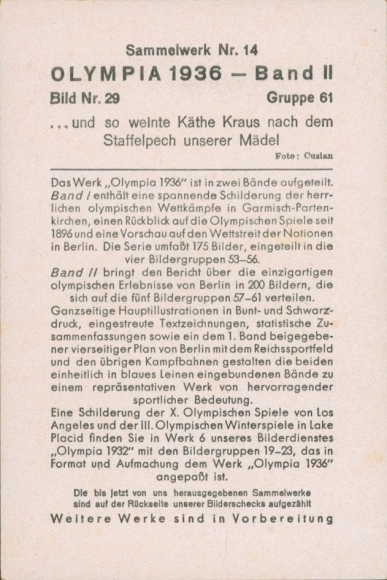 Sammelwerk Nr. 14
OLYMPIA 1936 — Band II
Bild Nr. 29 Gruppe 61
...und so weinte Käthe Kraus nach dem
Staffelpech unserer Mädel
Foto: Cusian
Das Werk „Olympia 1936" ist in zwei Bände aufgeteilt.
Band I enthält eine spannende Schilderung der herr-
lichen olympischen Wettkämpfe in Garmisch-Parten-
kirchen, einen Rückblick auf die Olympischen Spiele seit
1896 und eine Vorschau auf den Wettstreit der Nationen
in Berlin. Die Serie umfaßt 175 Bilder, eingeteilt in die
vier Bildergruppen 53–56.
Band II bringt den Bericht über die einzigartigen
olympischen Erlebnisse von Berlin in 200 Bildern, die
sich auf die fünf Bildergruppen 57–61 verteilen.
Ganzseitige Hauptillustrationen in Bunt- und Schwarz-
druck, eingestreute Textzeichnungen, statistische Zu-
sammenfassungen sowie ein dem 1. Band beigegebe-
ner vierseitiger Plan von Berlin mit dem Reichssportfeld
und den übrigen Kampfbahnen gestalten die beiden
einheitlich in blaues Leinen eingebundenen Bände zu
einem repräsentativen Werk von hervorragender
sportlicher Bedeutung.
Eine Schilderung der X. Olympischen Spiele von Los
Angeles und der III. Olympischen Winterspiele in Lake
Placid finden Sie in Werk 6 unseres Bilderdienstes
„Olympia 1932" mit den Bildergruppen 19–23, das in
Format und Aufmachung dem Werk „Olympia 1936"
angepaßt ist.
Die bis jetzt von uns herausgegebenen Sammelwerke
sind auf der Rückseite unserer Bilderschecks aufgezählt
Weitere Werke sind in Vorbereitung